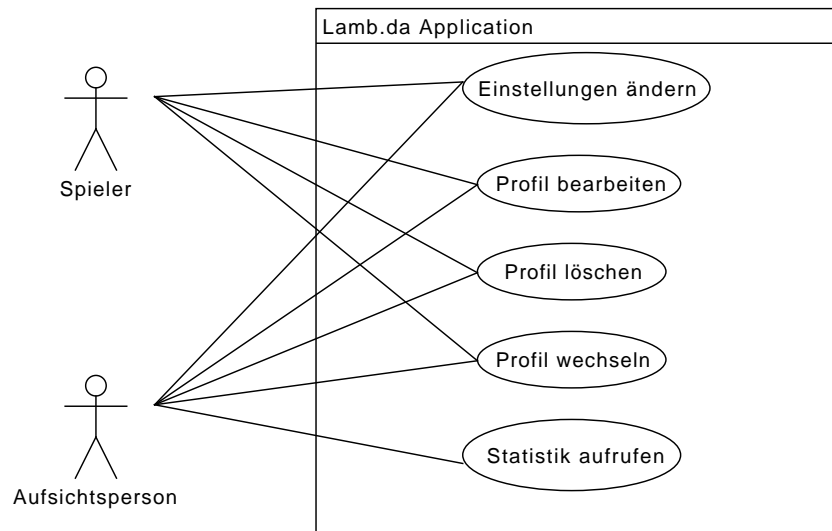 Lamb.da Application
Einstellungen ändern
Spieler
Profil bearbeiten
Profil löschen
Profil wechseln
Statistik aufrufen
Aufsichtsperson